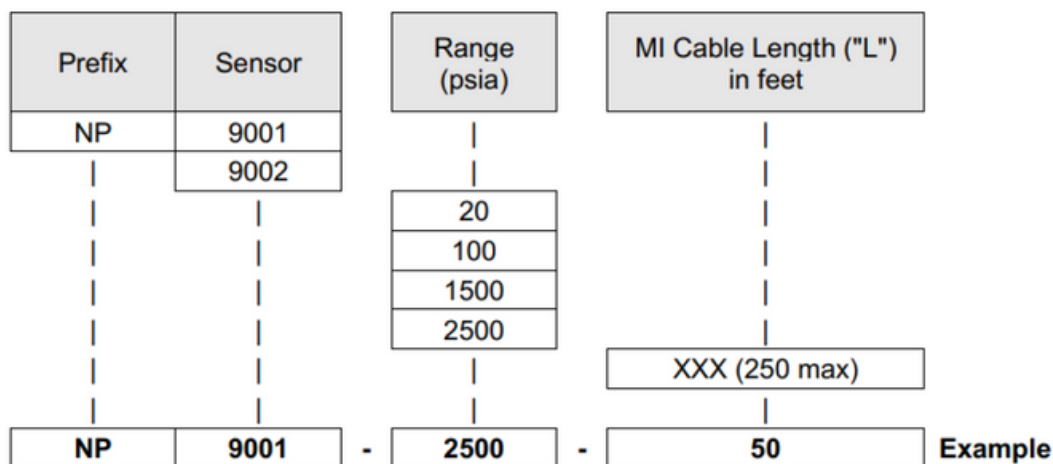 Prefix Sensor Range (psia) MI Cable Length ("L") in feet
NP 9001
9002
20
100
1500
2500
XXX (250 max)
NP 9001 - 2500 - 50 Example